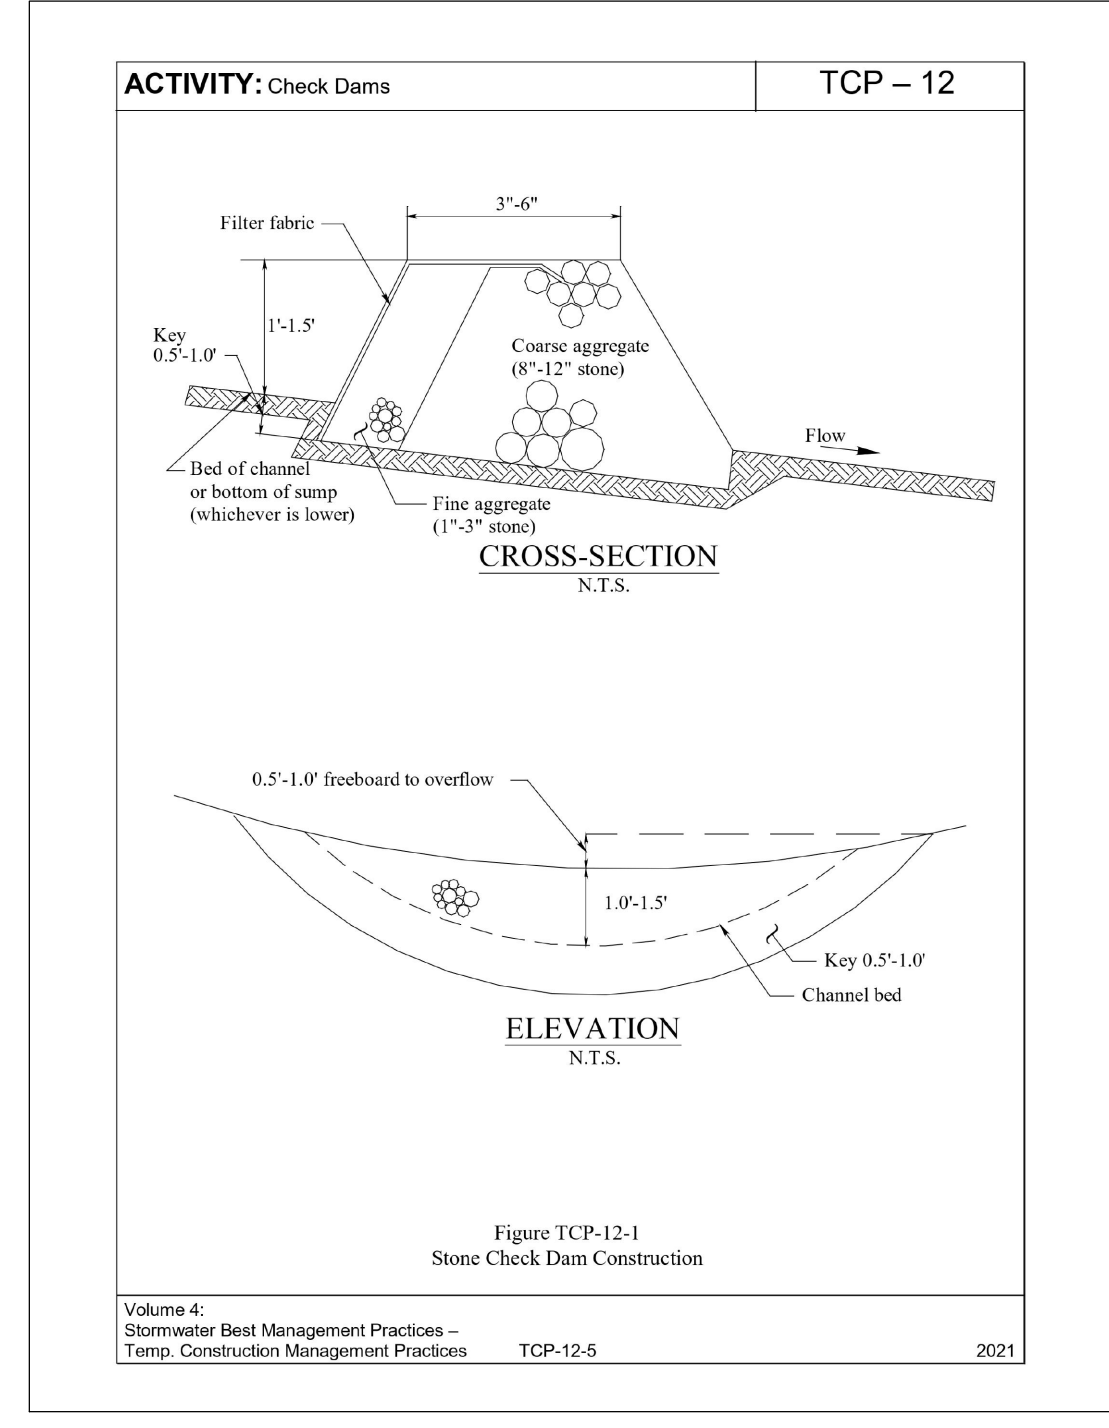 ACTIVITY: Check Dams
TCP – 12
3"-6"
Filter fabric
1'-1.5'
Key
0.5'-1.0'
Coarse aggregate
(8"-12" stone)
Flow
Bed of channel
or bottom of sump
(whichever is lower)
Fine aggregate
(1"-3" stone)
CROSS-SECTION
N.T.S.
0.5'-1.0' freeboard to overflow
1.0'-1.5'
Key 0.5'-1.0'
Channel bed
ELEVATION
N.T.S.
Figure TCP-12-1
Stone Check Dam Construction
Volume 4:
Stormwater Best Management Practices –
Temp. Construction Management Practices
TCP-12-5
2021